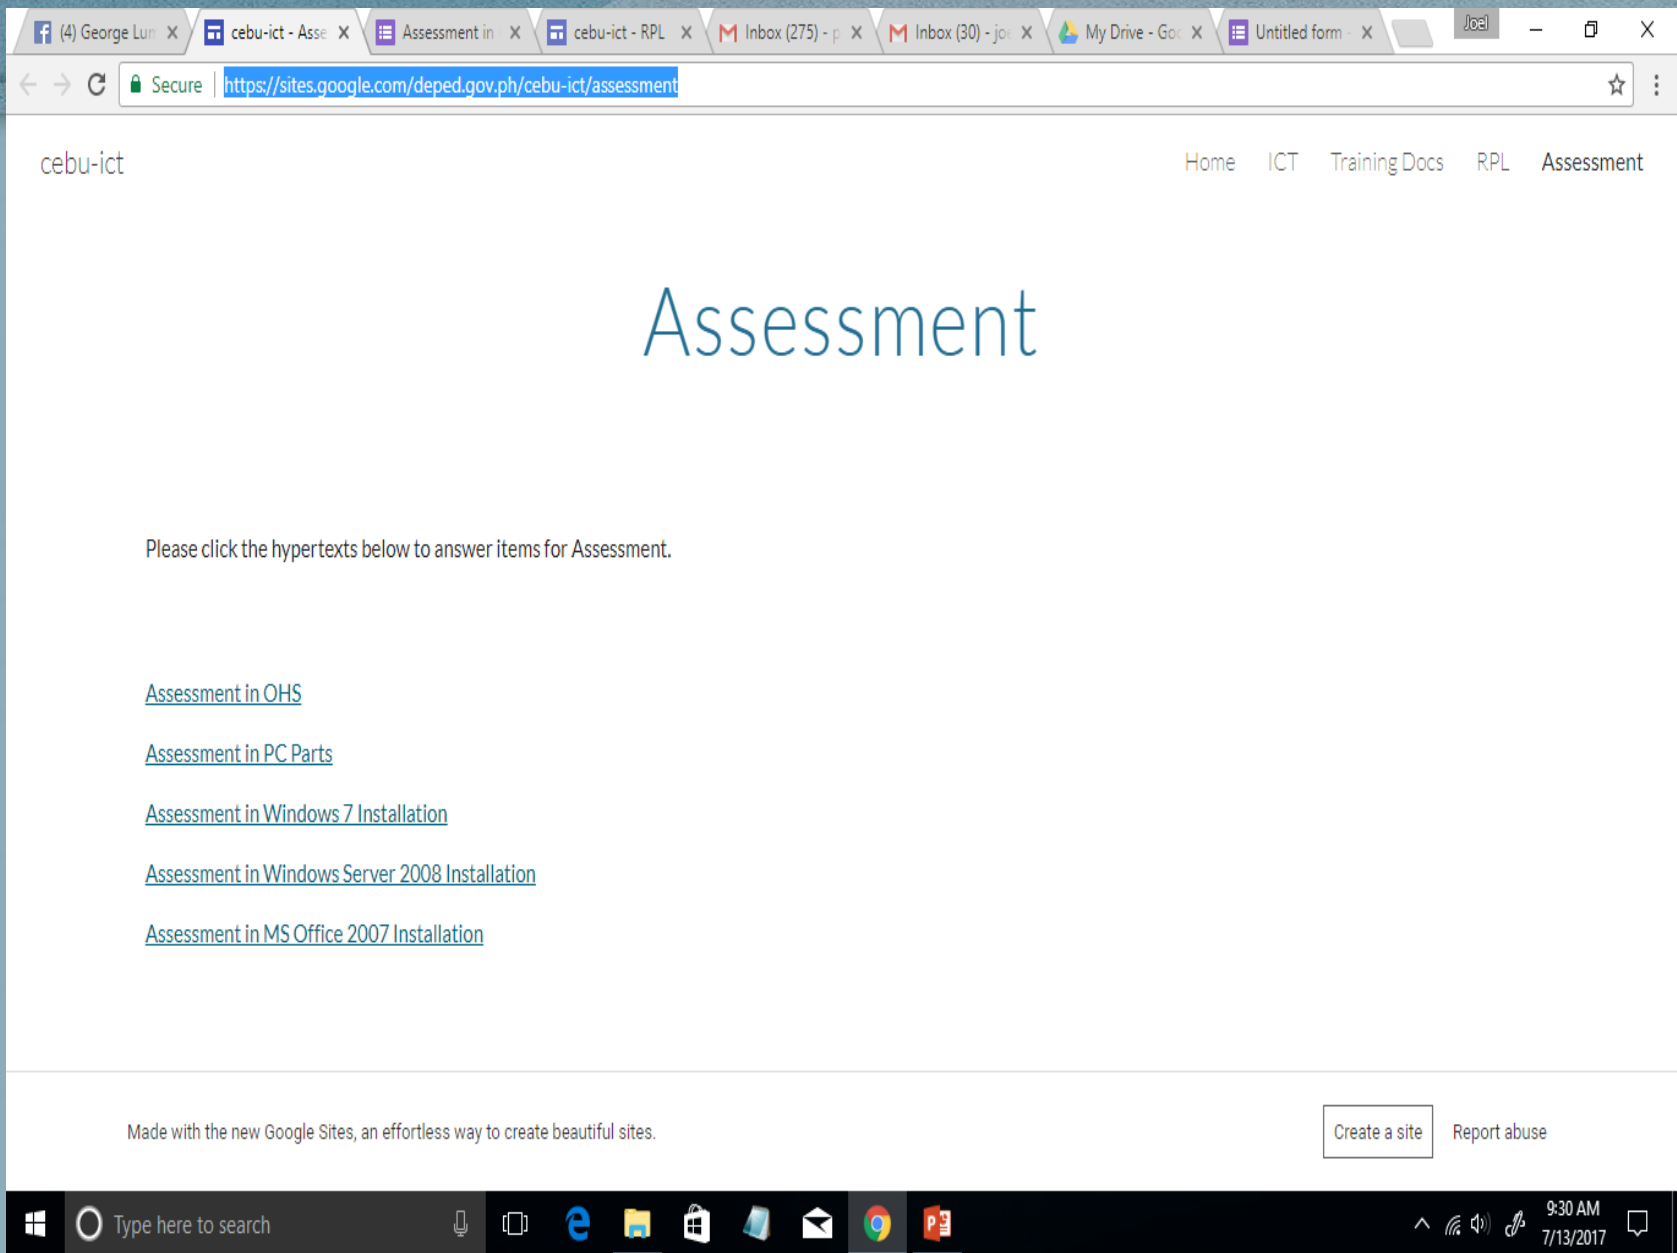 (4) George Lun
cebu-ict - Asse
Assessment in
cebu-ict - RPL
Inbox (275) - p
Inbox (30) - joe
My Drive - Goo
Untitled form -
Joel
Secure
https://sites.google.com/deped.gov.ph/cebu-ict/assessment
cebu-ict
Home ICT Training Docs RPL Assessment
Assessment
Please click the hypertexts below to answer items for Assessment.
Assessment in OHS
Assessment in PC Parts
Assessment in Windows 7 Installation
Assessment in Windows Server 2008 Installation
Assessment in MS Office 2007 Installation
Made with the new Google Sites, an effortless way to create beautiful sites.
Create a site
Report abuse
Type here to search
9:30 AM
7/13/2017